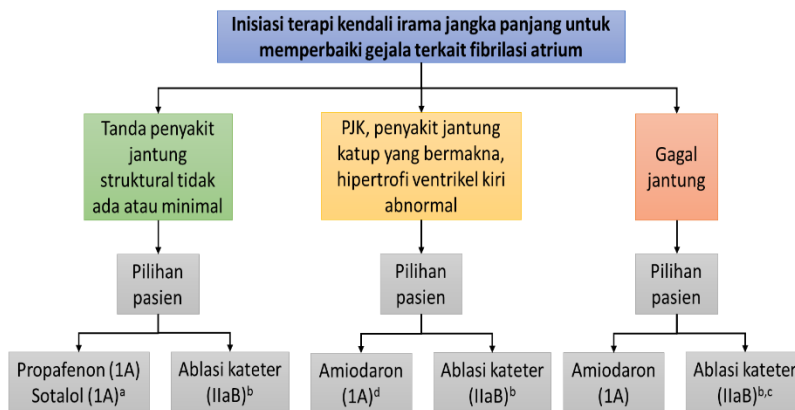 Inisiasi terapi kendali irama jangka panjang untuk
memperbaiki gejala terkait fibrilasi atrium
Tanda penyakit
jantung
struktural tidak
ada atau minimal
PJK, penyakit jantung
katup yang bermakna,
hipertrofi ventrikel kiri
abnormal
Gagal
jantung
Pilihan
pasien
Pilihan
pasien
Pilihan
pasien
Propafenon (1A)
Sotalol (1A)ᵃ
Ablasi kateter
(IIaB)ᵇ
Amiodaron
(1A)ᵈ
Ablasi kateter
(IIaB)ᵇ
Amiodaron
(1A)
Ablasi kateter
(IIaB)ᵇ,ᶜ